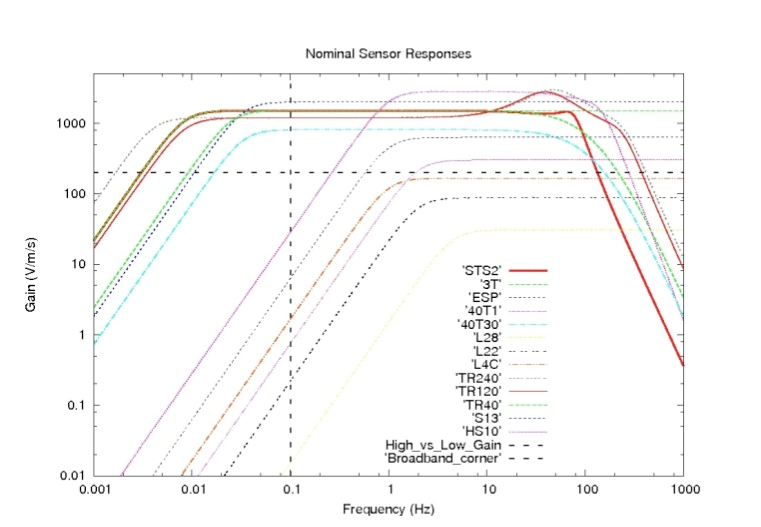 Nominal Sensor Responses
1000
100
10
1
0.1
0.01
Gain (V/m/s)
'STS2'
'3T'
'ESP'
'40T1'
'40T30'
'L28'
'L22'
'L4C'
'TR240'
'TR120'
'TR40'
'S13'
'HS10'
High_vs_Low_Gain
'Broadband_corner'
0.001 0.01 0.1 1 10 100 1000
Frequency (Hz)